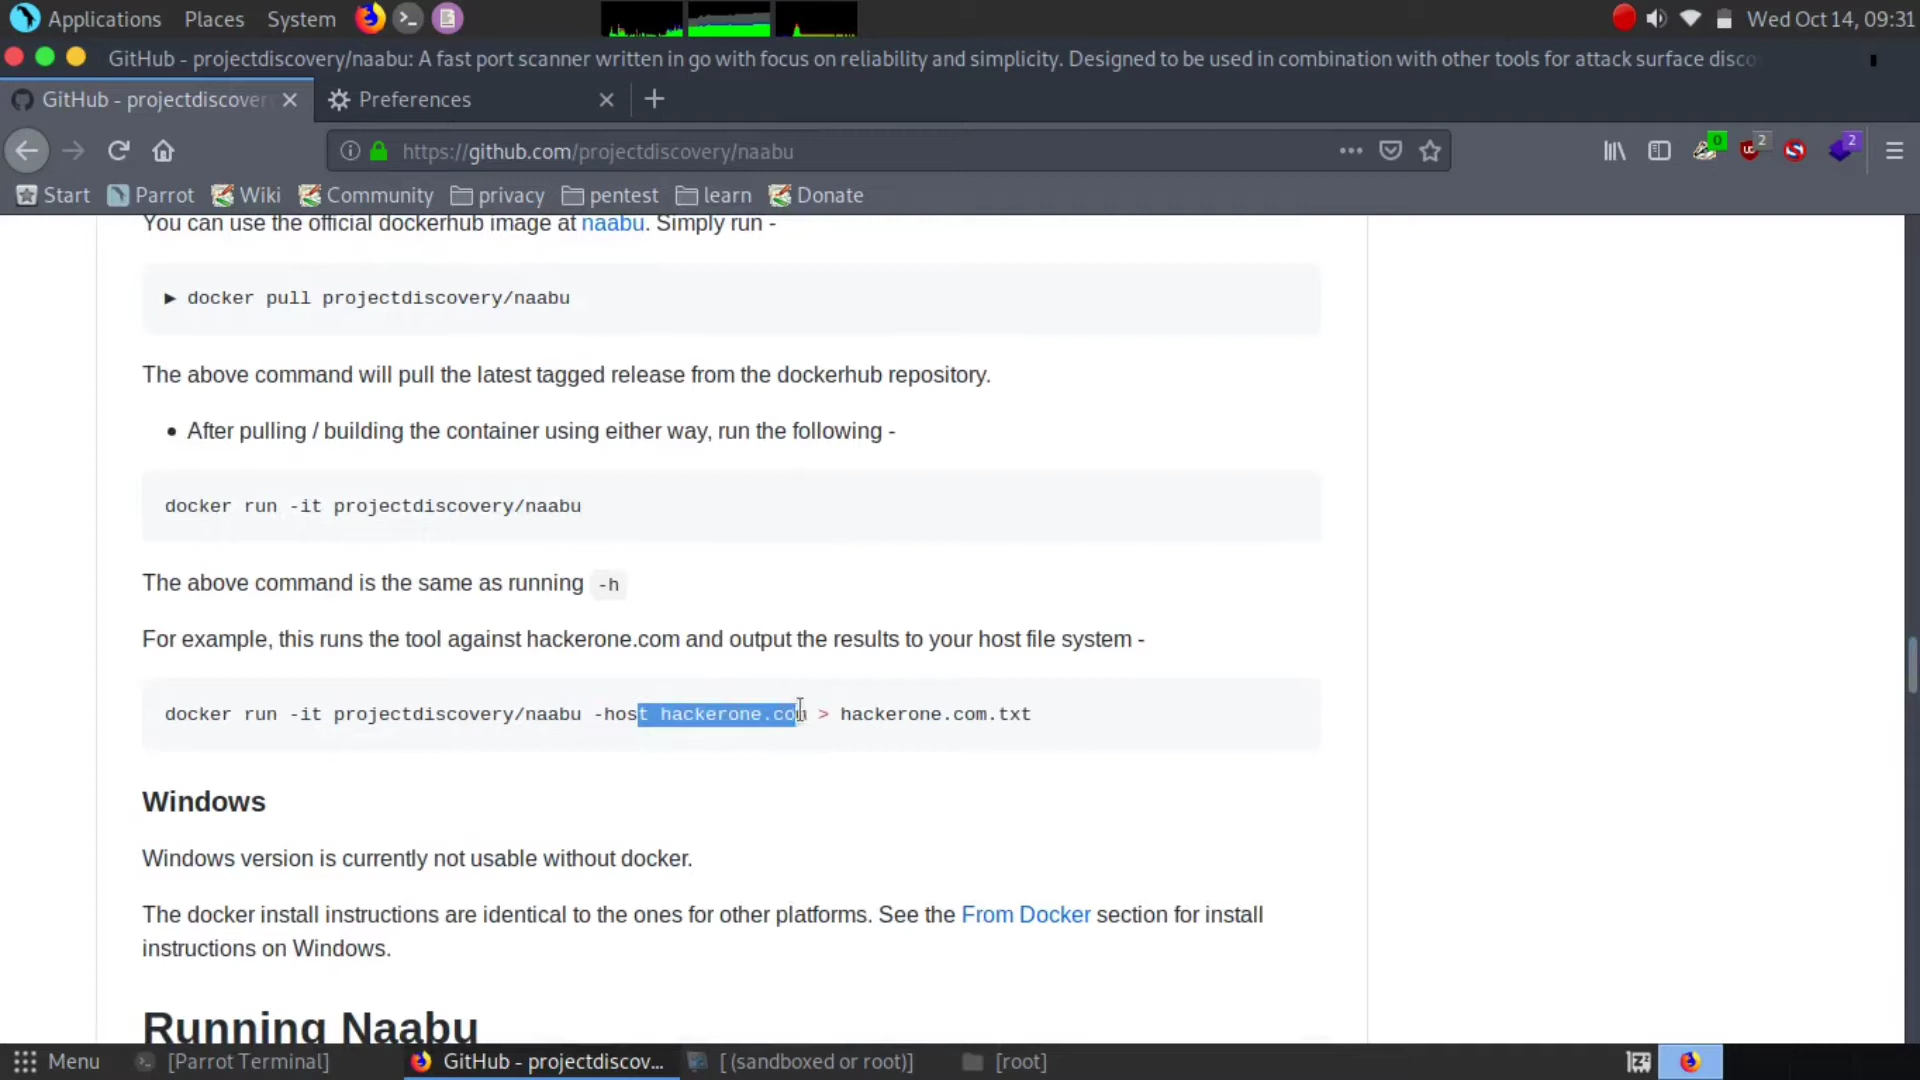 Applications Places System Wed Oct 14, 09:31
GitHub - projectdiscovery/naabu: A fast port scanner written in go with focus on reliability and simplicity. Designed to be used in combination with other tools for attack surface disco
GitHub - projectdiscover Preferences
https://github.com/projectdiscovery/naabu 0 2 2
Start Parrot Wiki Community privacy pentest learn Donate
You can use the official dockerhub image at naabu. Simply run -
▶ docker pull projectdiscovery/naabu
The above command will pull the latest tagged release from the dockerhub repository.
• After pulling / building the container using either way, run the following -
docker run -it projectdiscovery/naabu
The above command is the same as running -h
For example, this runs the tool against hackerone.com and output the results to your host file system -
docker run -it projectdiscovery/naabu -host hackerone.com > hackerone.com.txt
Windows
Windows version is currently not usable without docker.
The docker install instructions are identical to the ones for other platforms. See the From Docker section for install
instructions on Windows.
Running Naabu
Menu [Parrot Terminal] GitHub - projectdiscov... [ (sandboxed or root)] [root]